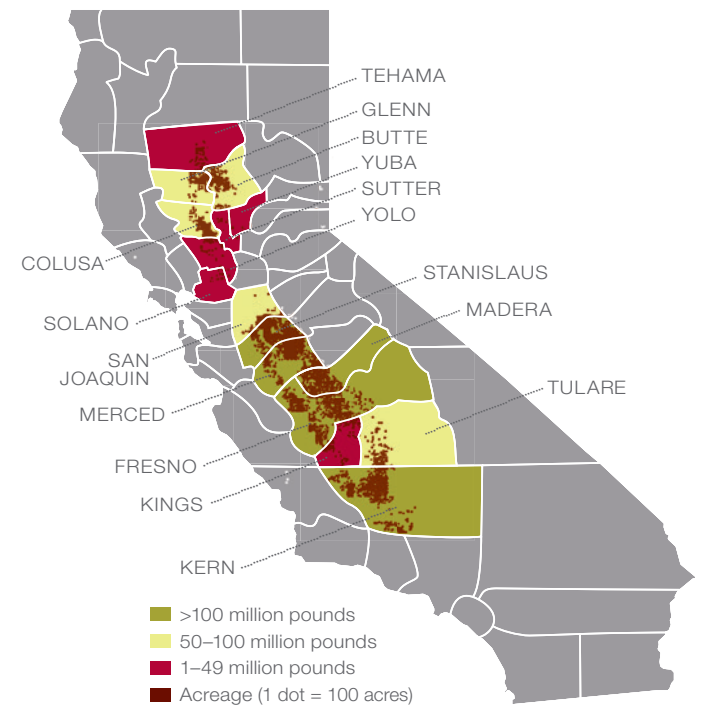 TEHAMA
GLENN
BUTTE
YUBA
SUTTER
YOLO
COLUSA
STANISLAUS
MADERA
SOLANO
SAN
JOAQUIN
TULARE
MERCED
FRESNO
KINGS
KERN
>100 million pounds
50–100 million pounds
1–49 million pounds
Acreage (1 dot = 100 acres)